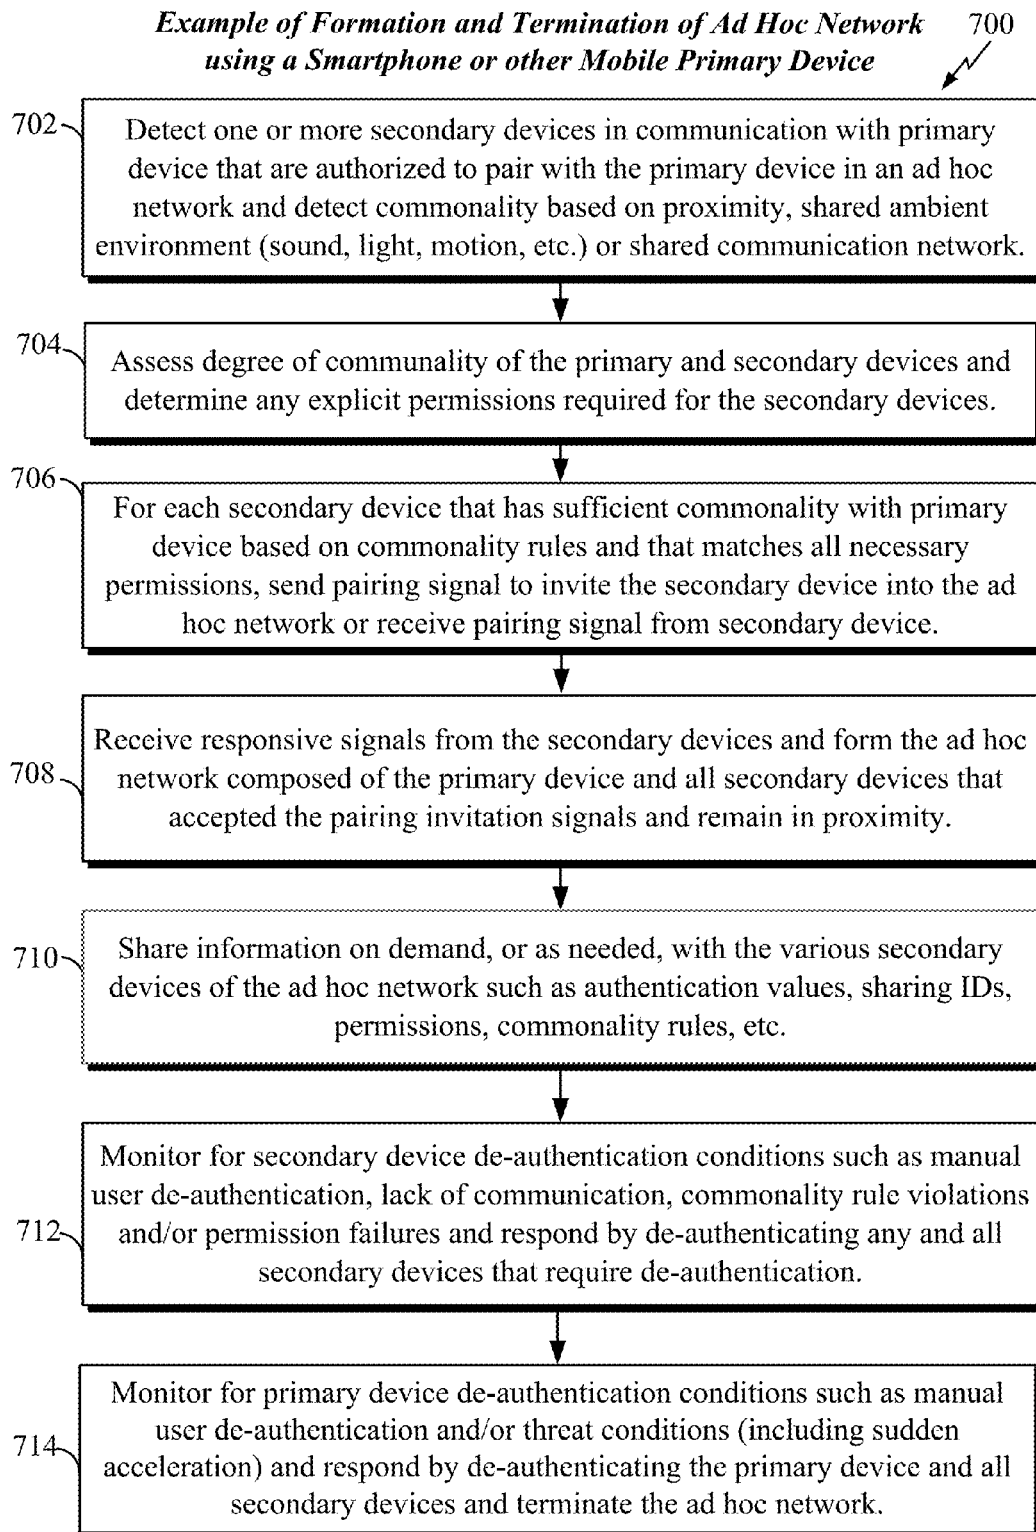 Example of Formation and Termination of Ad Hoc Network
using a Smartphone or other Mobile Primary Device
700
702
Detect one or more secondary devices in communication with primary
device that are authorized to pair with the primary device in an ad hoc
network and detect commonality based on proximity, shared ambient
environment (sound, light, motion, etc.) or shared communication network.
704
Assess degree of communality of the primary and secondary devices and
determine any explicit permissions required for the secondary devices.
706
For each secondary device that has sufficient commonality with primary
device based on commonality rules and that matches all necessary
permissions, send pairing signal to invite the secondary device into the ad
hoc network or receive pairing signal from secondary device.
708
Receive responsive signals from the secondary devices and form the ad hoc
network composed of the primary device and all secondary devices that
accepted the pairing invitation signals and remain in proximity.
710
Share information on demand, or as needed, with the various secondary
devices of the ad hoc network such as authentication values, sharing IDs,
permissions, commonality rules, etc.
712
Monitor for secondary device de-authentication conditions such as manual
user de-authentication, lack of communication, commonality rule violations
and/or permission failures and respond by de-authenticating any and all
secondary devices that require de-authentication.
714
Monitor for primary device de-authentication conditions such as manual
user de-authentication and/or threat conditions (including sudden
acceleration) and respond by de-authenticating the primary device and all
secondary devices and terminate the ad hoc network.